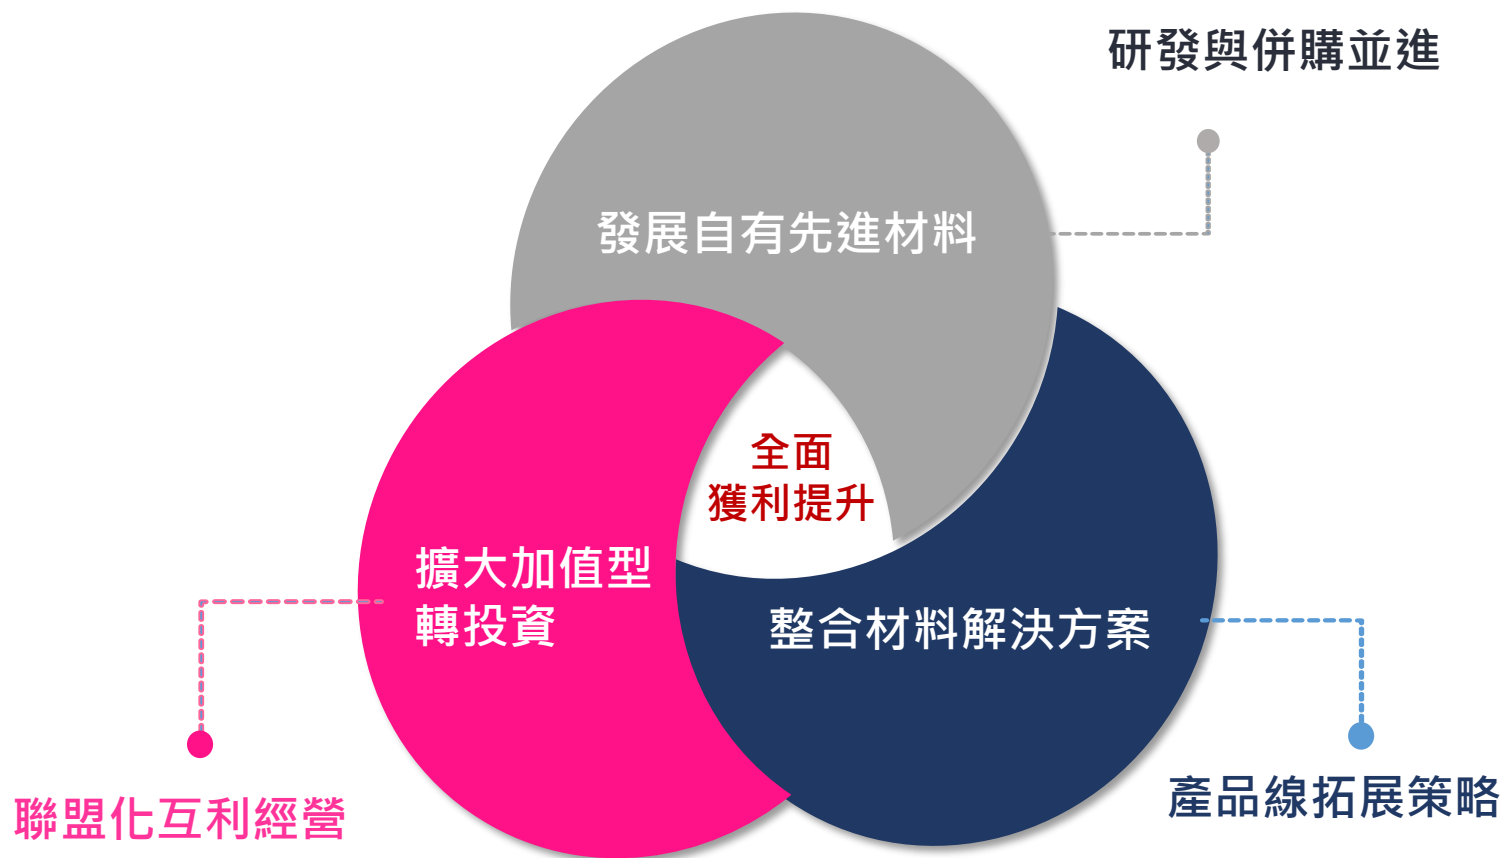 研發與併購並進
發展自有先進材料
全面
獲利提升
擴大加值型
轉投資
整合材料解決方案
產品線拓展策略
聯盟化互利經營